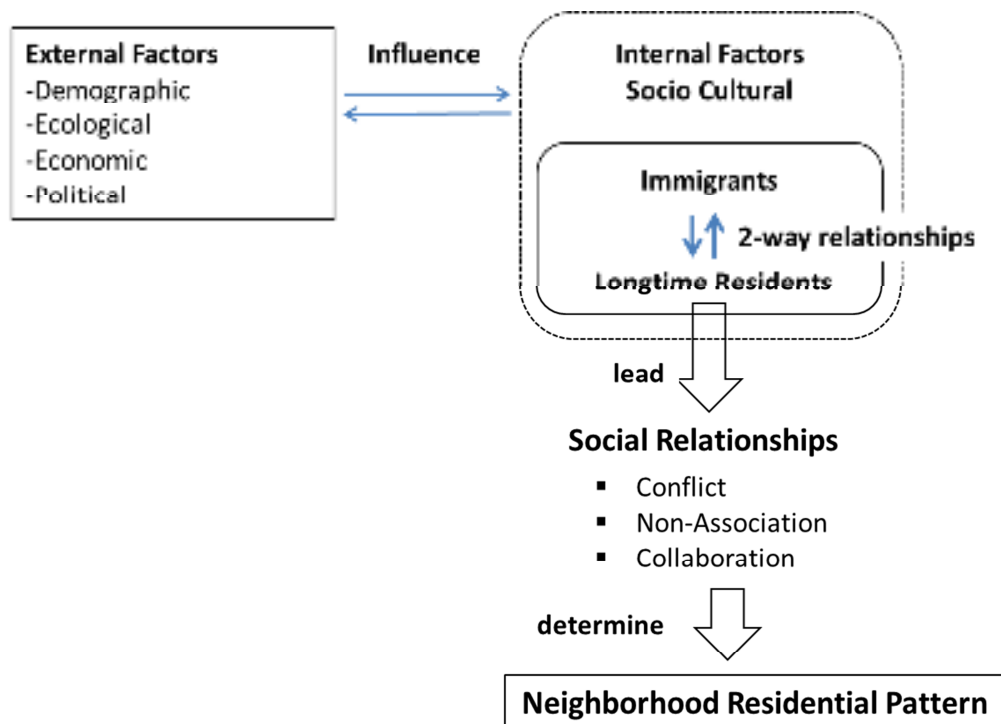 External Factors
-Demographic
-Ecological
-Economic
-Political
Influence
Internal Factors
Socio Cultural
Immigrants
2-way relationships
Longtime Residents
lead
Social Relationships
▪ Conflict
▪ Non-Association
▪ Collaboration
determine
Neighborhood Residential Pattern